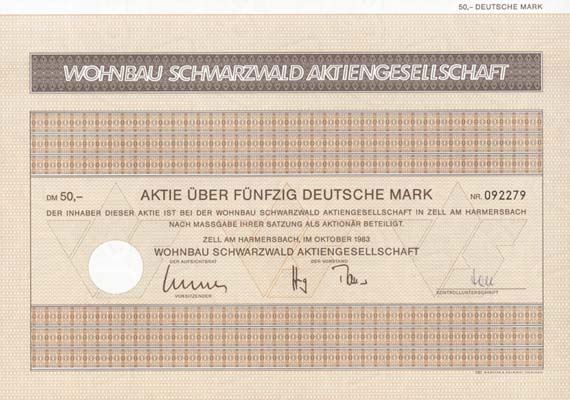 50,– DEUTSCHE MARK
WOHNBAU SCHWARZWALD AKTIENGESELLSCHAFT
DM 50,– AKTIE ÜBER FÜNFZIG DEUTSCHE MARK NR. 092279
DER INHABER DIESER AKTIE IST BEI DER WOHNBAU SCHWARZWALD AKTIENGESELLSCHAFT IN ZELL AM HARMERSBACH
NACH MASSGABE IHRER SATZUNG ALS AKTIONÄR BETEILIGT.
ZELL AM HARMERSBACH, IM OKTOBER 1983
WOHNBAU SCHWARZWALD AKTIENGESELLSCHAFT
DER AUFSICHTSRAT DER VORSTAND
VORSITZENDER KONTROLLUNTERSCHRIFT